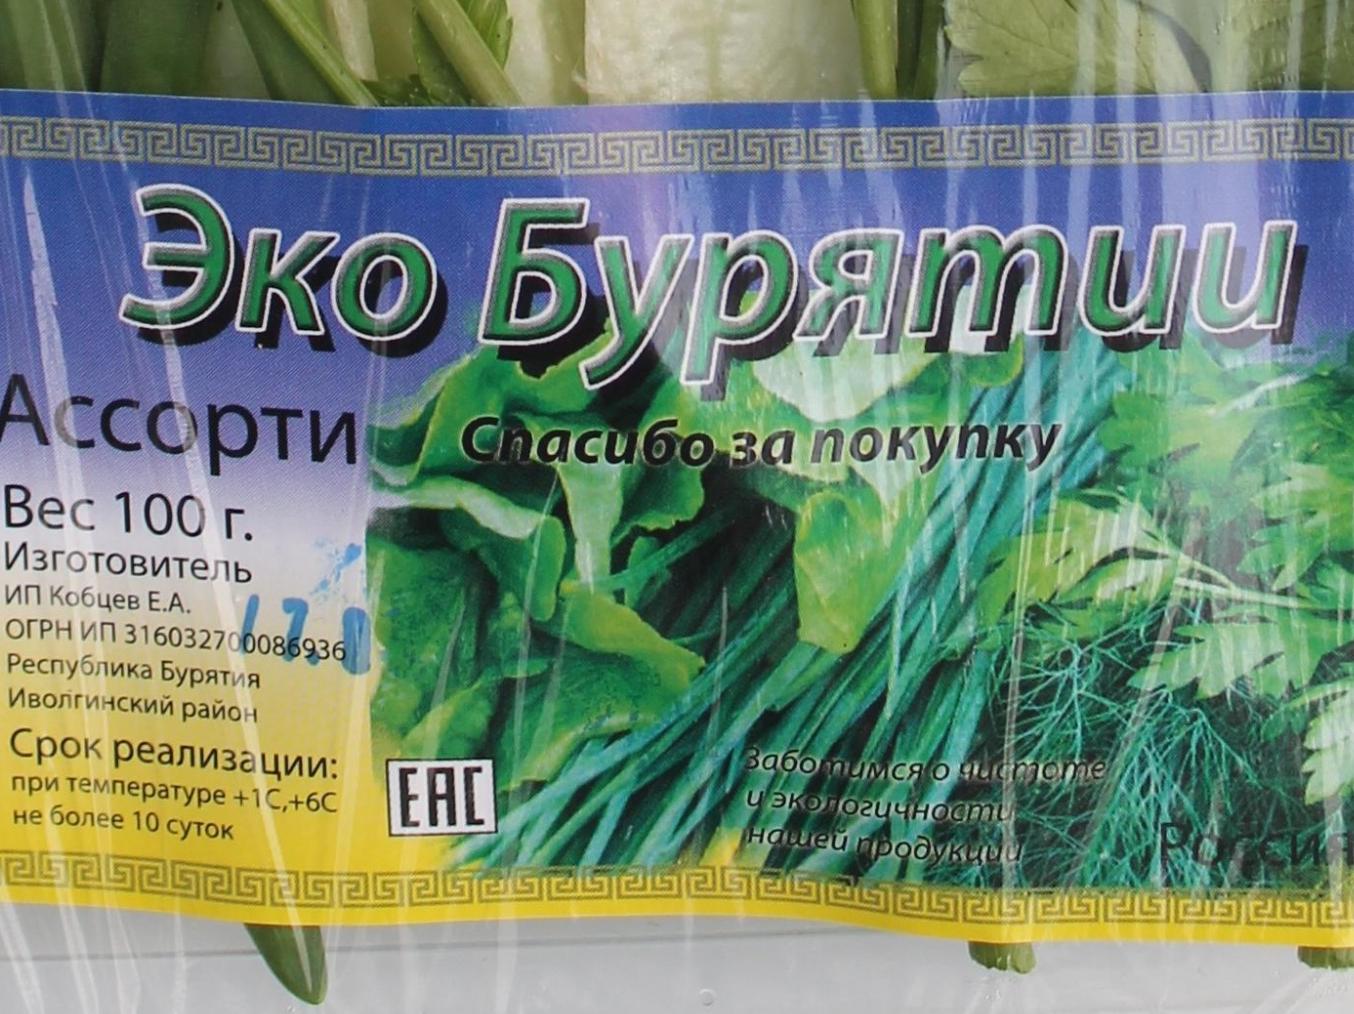 Эко Бурятии
Ассорти
Спасибо за покупку
Вес 100 г.
Изготовитель
ИП Кобцев Е.А.
ОГРН ИП 316032700086936
Республика Бурятия
Иволгинский район
Срок реализации:
при температуре +1С,+6С
не более 10 суток
ЕАС
Заботимся о чистоте
и экологичности
нашей продукции
Россия